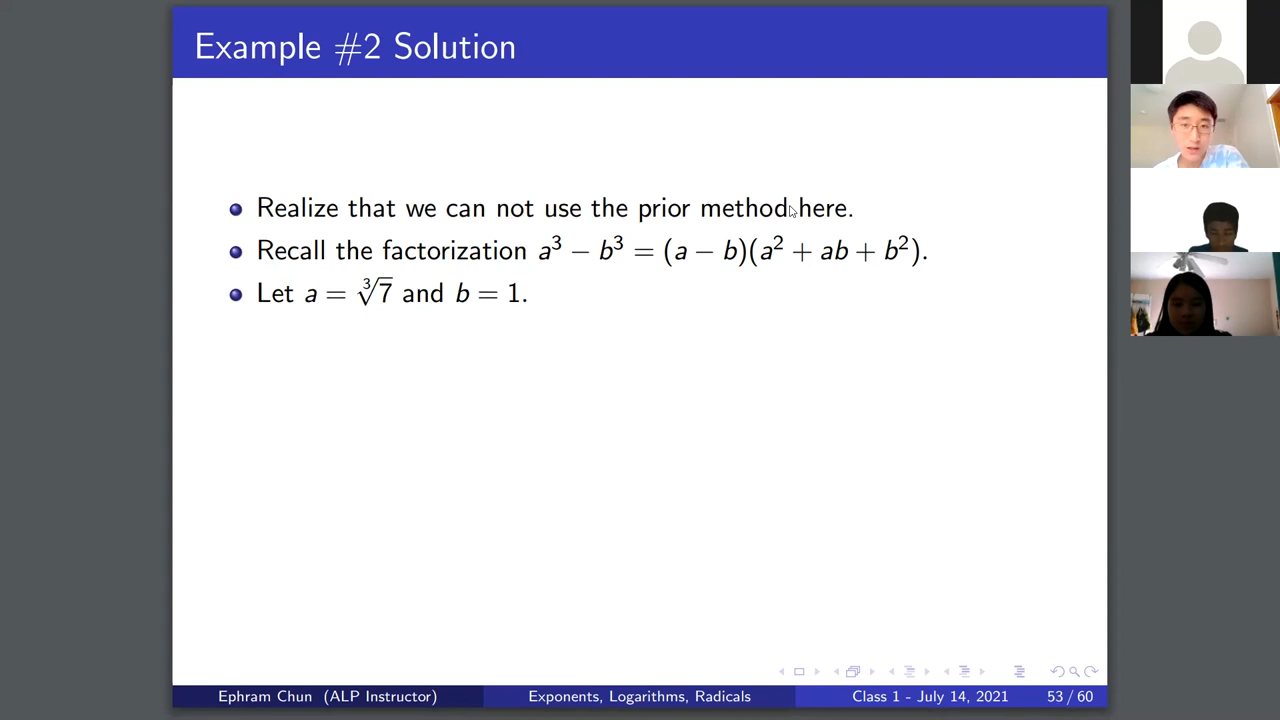 Example #2 Solution
Realize that we can not use the prior method here.
Recall the factorization a³ − b³ = (a − b)(a² + ab + b²).
Let a = ∛7 and b = 1.
Ephram Chun (ALP Instructor)
Exponents, Logarithms, Radicals
Class 1 - July 14, 2021
53 / 60